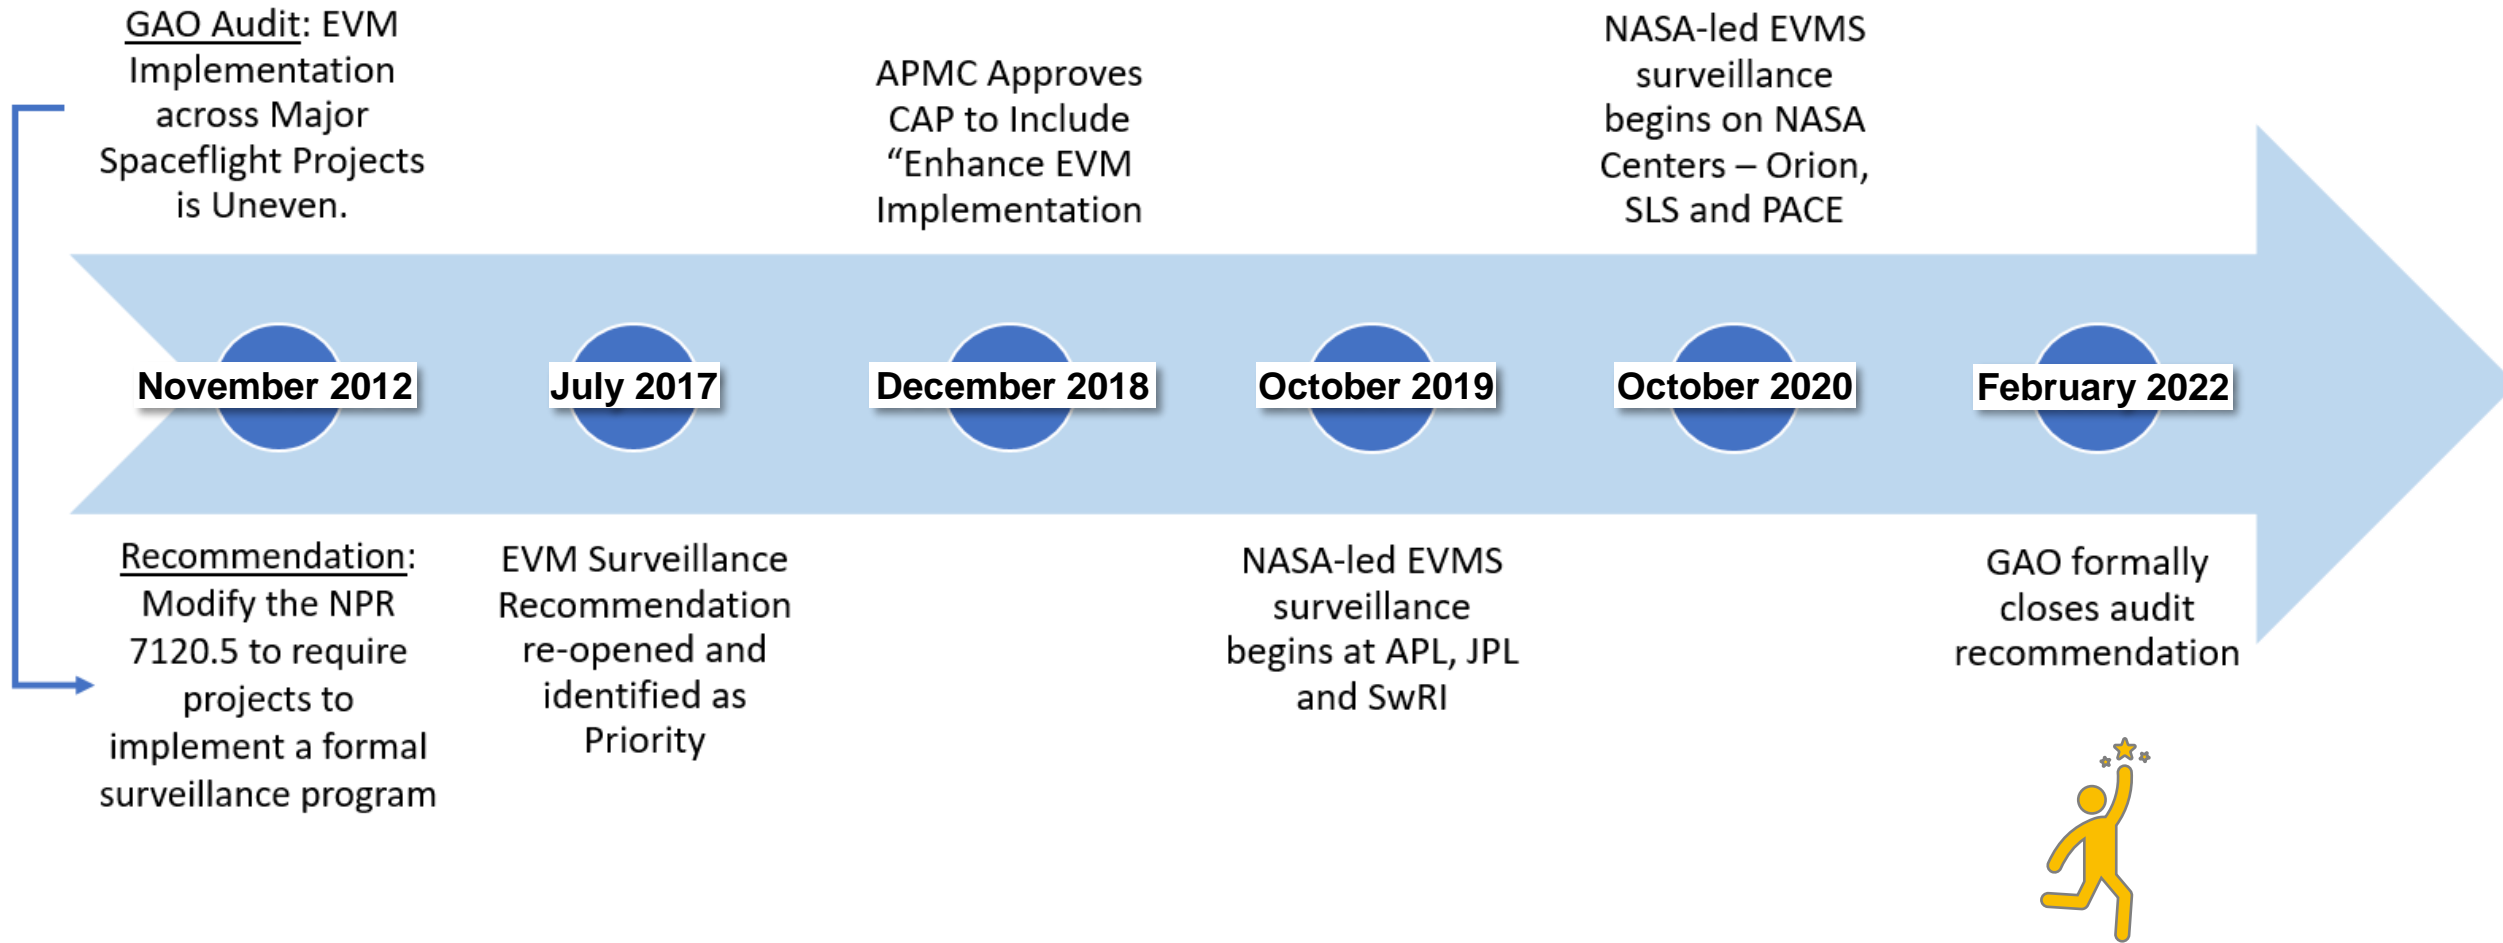 GAO Audit: EVM
Implementation
across Major
Spaceflight Projects
is Uneven.
APMC Approves
CAP to Include
“Enhance EVM
Implementation
NASA-led EVMS
surveillance
begins on NASA
Centers – Orion,
SLS and PACE
November 2012
July 2017
December 2018
October 2019
October 2020
February 2022
Recommendation:
Modify the NPR
7120.5 to require
projects to
implement a formal
surveillance program
EVM Surveillance
Recommendation
re-opened and
identified as
Priority
NASA-led EVMS
surveillance
begins at APL, JPL
and SwRI
GAO formally
closes audit
recommendation